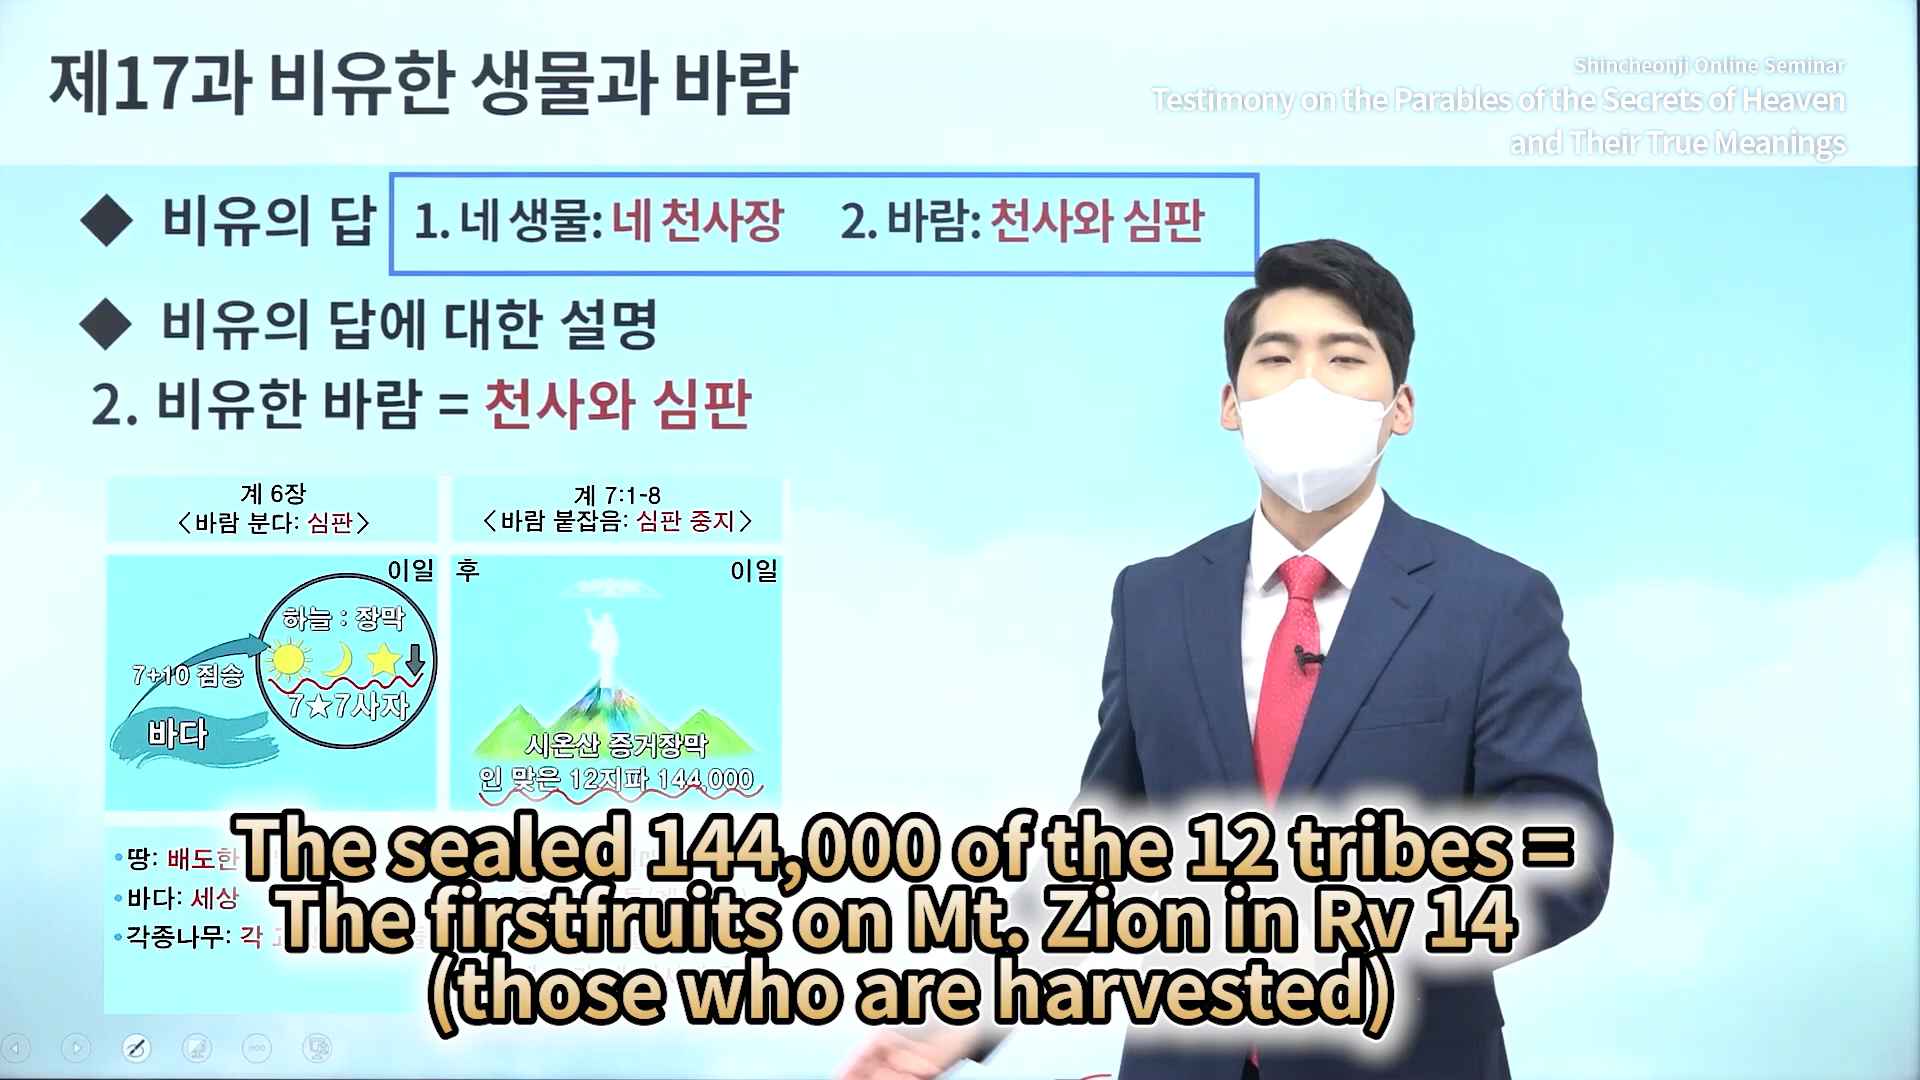 제17과 비유한 생물과 바람
Shincheonji Online Seminar
Testimony on the Parables of the Secrets of Heaven
and Their True Meanings
◆ 비유의 답 1. 네 생물: 네 천사장 2. 바람: 천사와 심판
◆ 비유의 답에 대한 설명
2. 비유한 바람 = 천사와 심판
계 6장
<바람 분다: 심판>
계 7:1-8
<바람 붙잡음: 심판 중지>
이일
후
이일
하늘 : 장막
7+10 짐승
7★7사자
바다
시온산 증거장막
인 맞은 12지파 144,000
•땅: 배도한
•바다: 세상
•각종나무: 각
The sealed 144,000 of the 12 tribes =
The firstfruits on Mt. Zion in Rv 14
(those who are harvested)